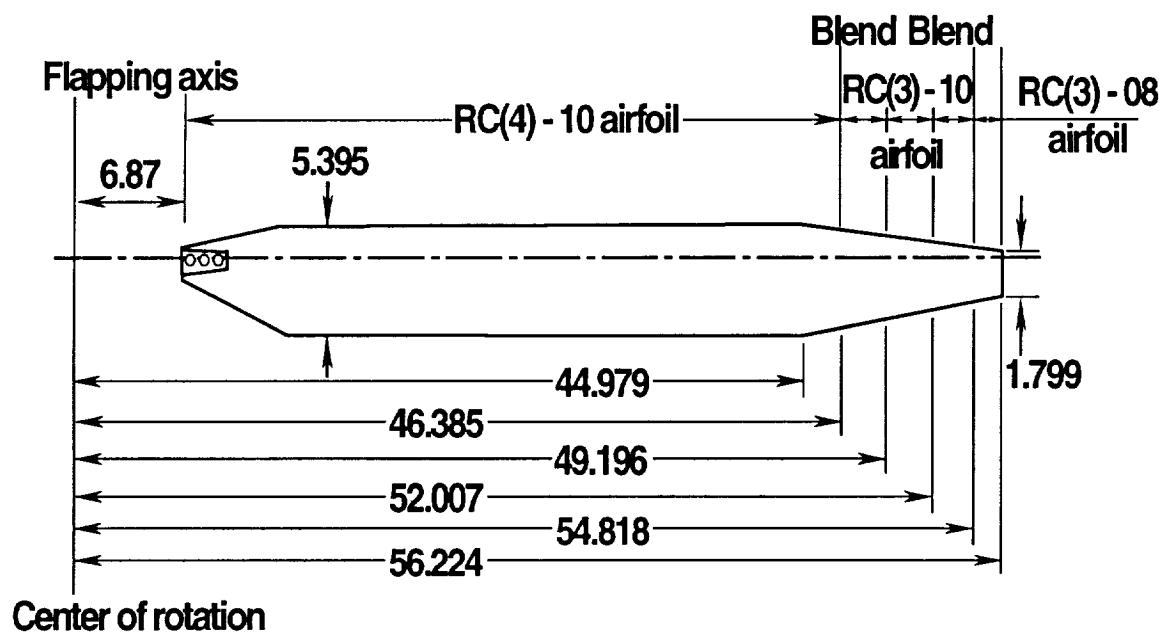 Blend Blend
Flapping axis
RC(3) - 10
RC(3) - 08
RC(4) - 10 airfoil
airfoil
airfoil
6.87
5.395
1.799
44.979
46.385
49.196
52.007
54.818
56.224
Center of rotation